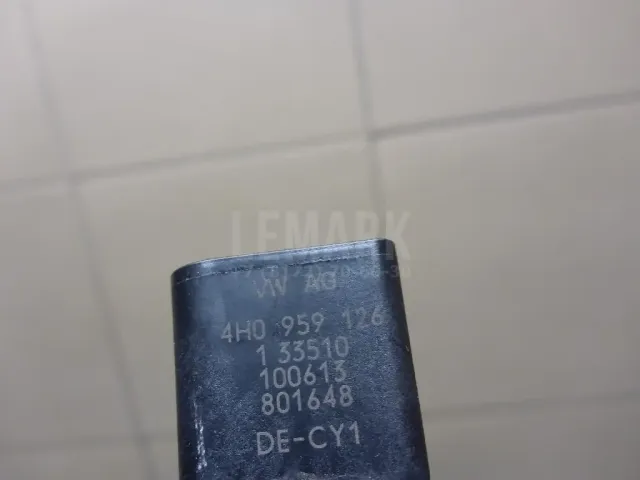 LEMARK
VW AG
4H0 959 126
1 33510
100613
801648
DE-CY1